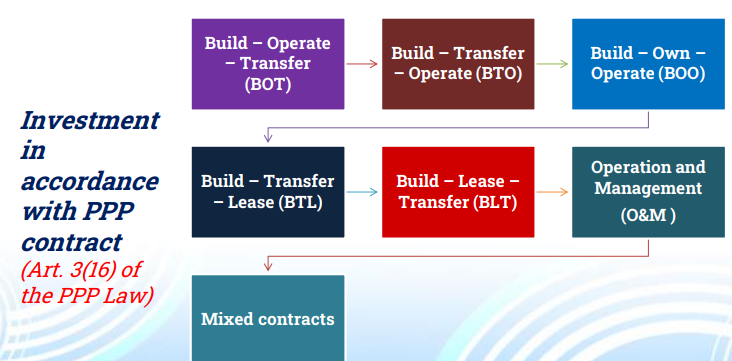 Investment
in
accordance
with PPP
contract
(Art. 3(16) of
the PPP Law)
Build – Operate
– Transfer
(BOT)
Build – Transfer
– Operate (BTO)
Build – Own –
Operate (BOO)
Build – Transfer
– Lease (BTL)
Build – Lease –
Transfer (BLT)
Operation and
Management
(O&M )
Mixed contracts